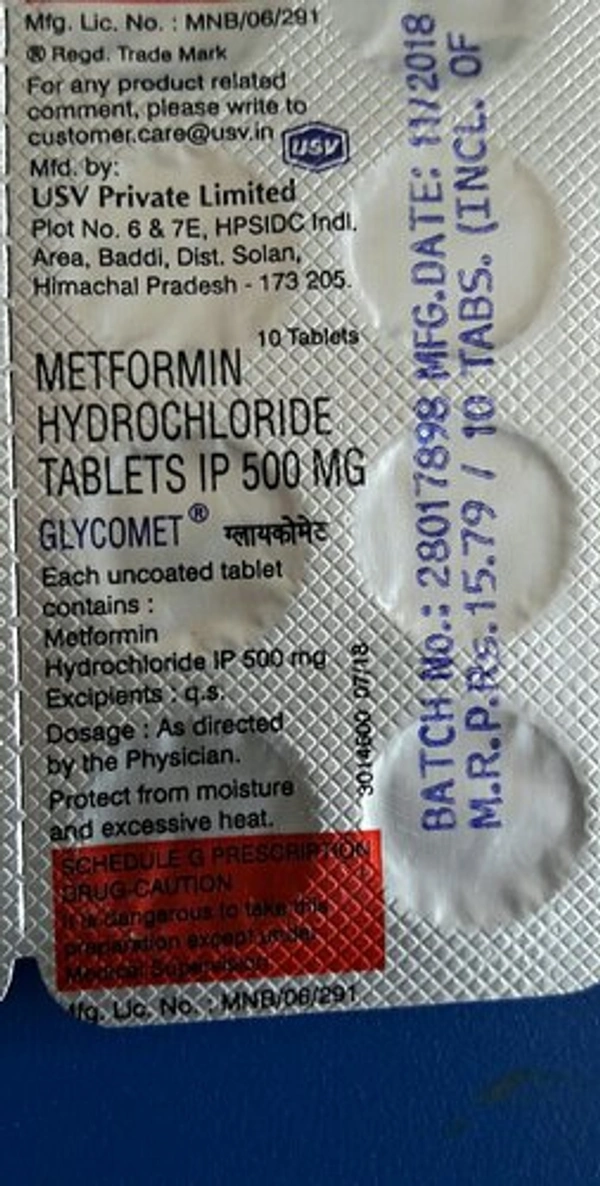 Mfg. Lic. No. : MNB/06/291
® Regd. Trade Mark
For any product related
comment, please write to
customer.care@usv.in
USV
Mfd. by:
USV Private Limited
Plot No. 6 & 7E, HPSIDC Indl.
Area, Baddi, Dist. Solan,
Himachal Pradesh - 173 205.
10 Tablets
METFORMIN
HYDROCHLORIDE
TABLETS IP 500 MG
GLYCOMET® ग्लायकोमेट
Each uncoated tablet
contains :
Metformin
Hydrochloride IP 500 mg
Excipients : q.s.
Dosage : As directed
by the Physician.
Protect from moisture
and excessive heat.
SCHEDULE G PRESCRIPTION
DRUG-CAUTION
It is dangerous to take this
preparation except under
Medical Supervision
Mfg. Lic. No. : MNB/06/291
3014600 07/18
BATCH No.: 28017898 MFG.DATE: 11/2018
M.R.P.Rs.15.79 / 10 TABS. (INCL. OF